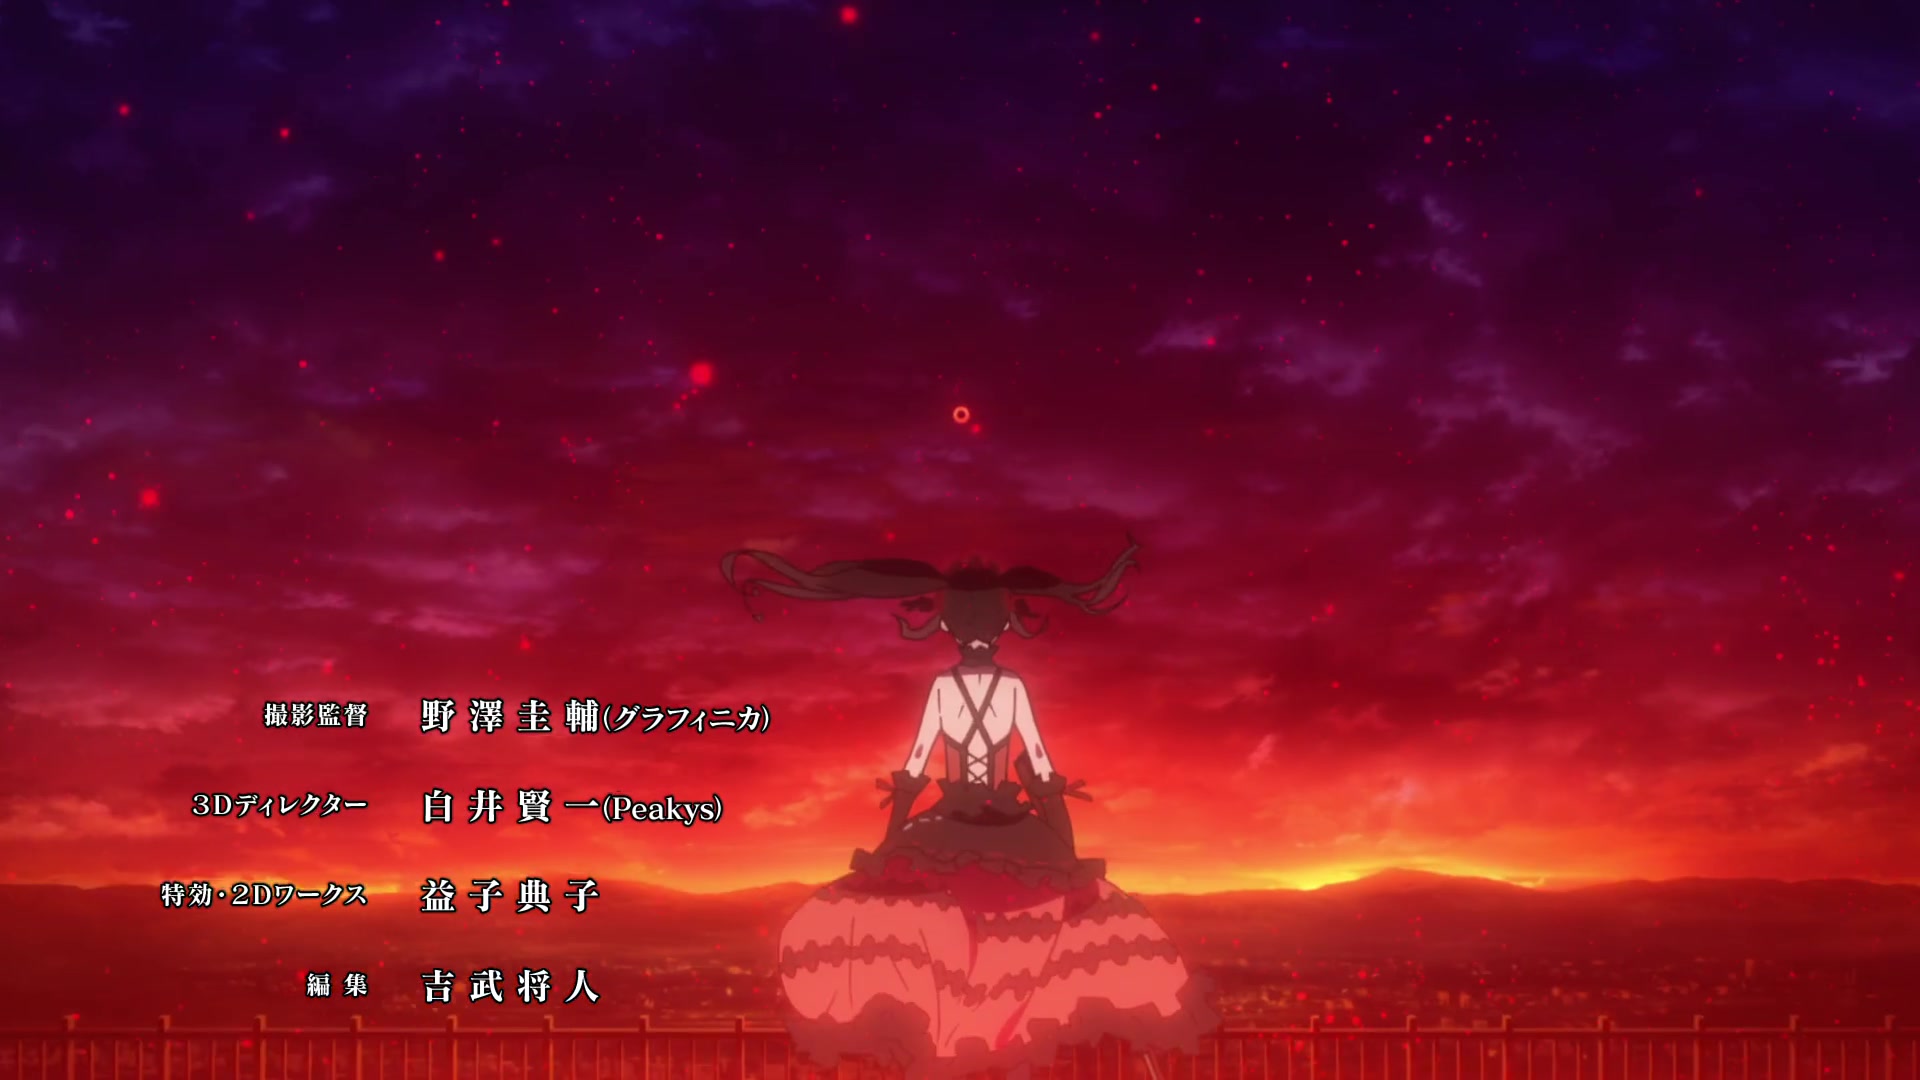 撮影監督 野澤圭輔(グラフィニカ)
3Dディレクター 白井賢一(Peakys)
特効・2Dワークス 益子典子
編集 吉武将人